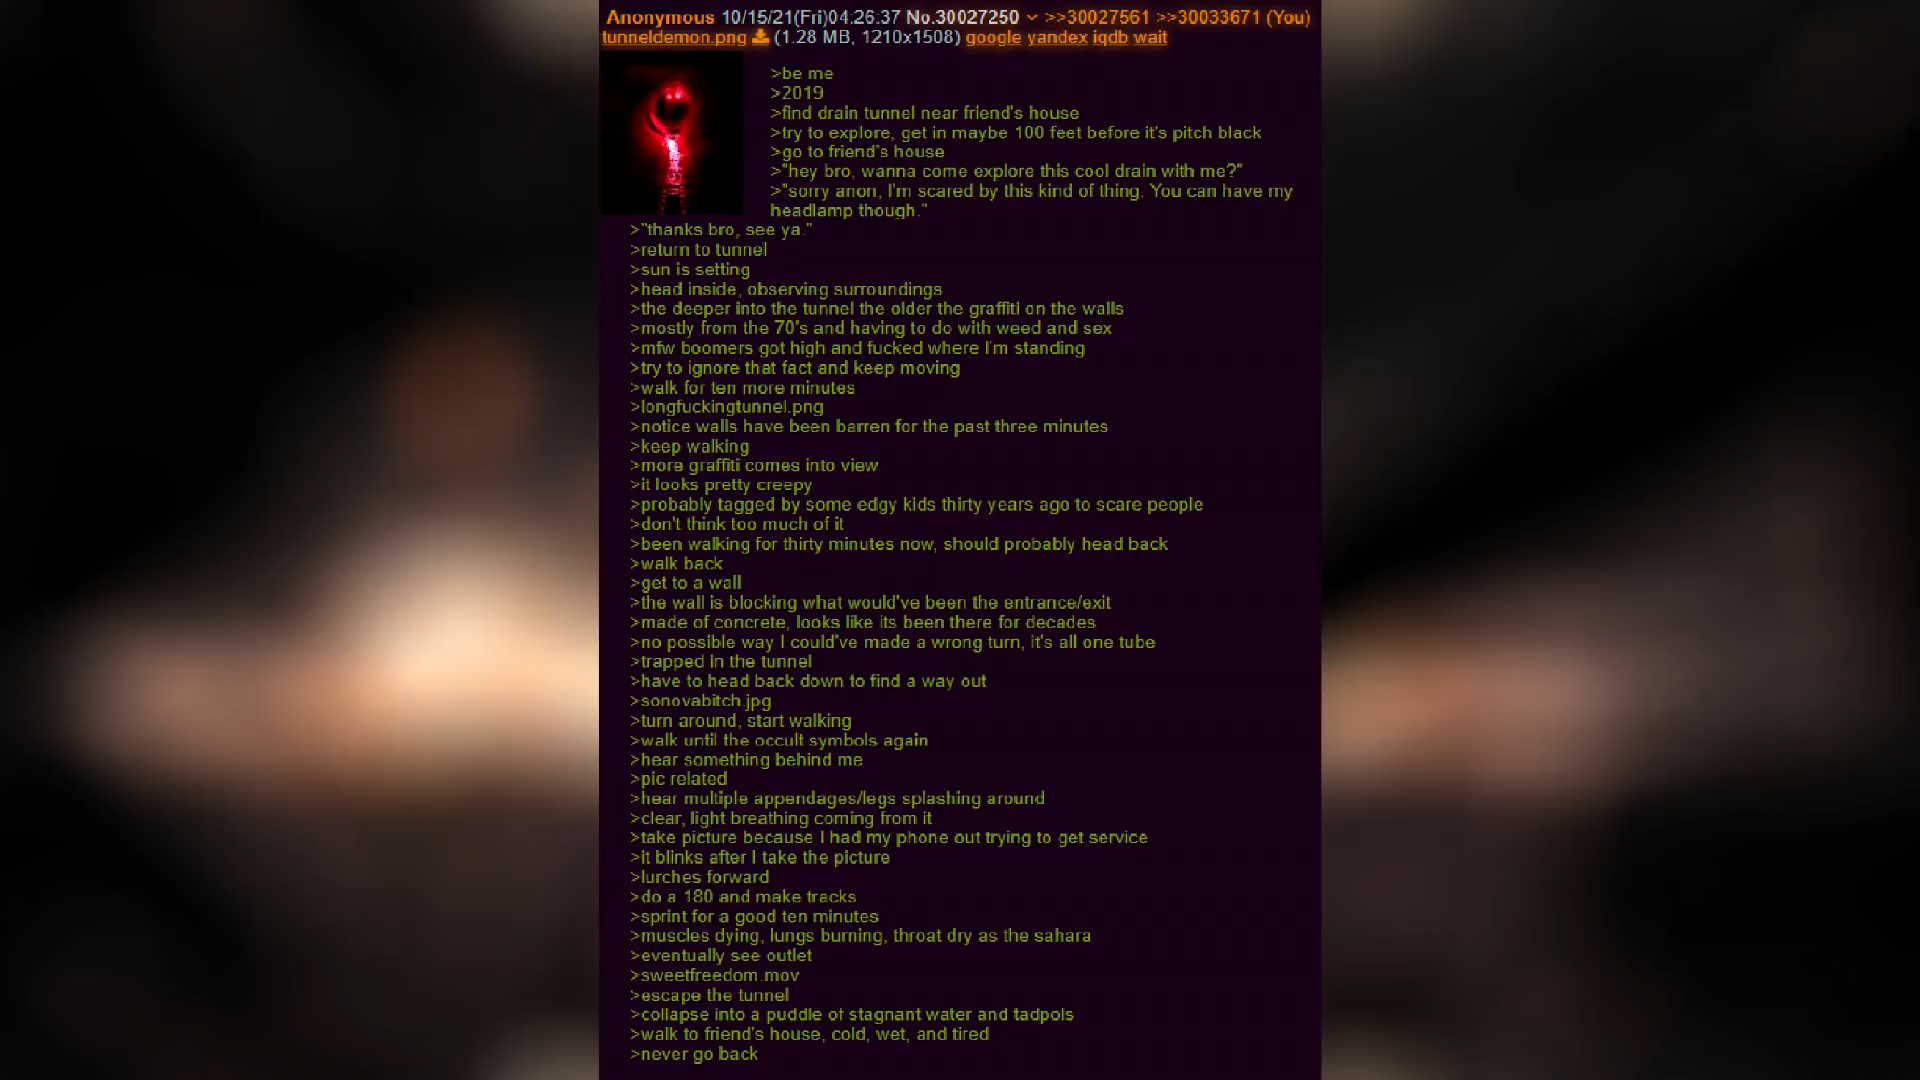 Anonymous 10/15/21(Fri)04:26:37 No.30027250 >>30027561 >>30033671 (You)
tunneldemon.png (1.28 MB, 1210x1508) google yandex iqdb wait
>be me
>2019
>find drain tunnel near friend's house
>try to explore, get in maybe 100 feet before it's pitch black
>go to friend's house
>"hey bro, wanna come explore this cool drain with me?"
>"sorry anon, I'm scared by this kind of thing. You can have my
headlamp though."
>"thanks bro, see ya."
>return to tunnel
>sun is setting
>head inside, observing surroundings
>the deeper into the tunnel the older the graffiti on the walls
>mostly from the 70's and having to do with weed and sex
>mfw boomers got high and fucked where I'm standing
>try to ignore that fact and keep moving
>walk for ten more minutes
>longfuckingtunnel.png
>notice walls have been barren for the past three minutes
>keep walking
>more graffiti comes into view
>it looks pretty creepy
>probably tagged by some edgy kids thirty years ago to scare people
>don't think too much of it
>been walking for thirty minutes now, should probably head back
>walk back
>get to a wall
>the wall is blocking what would've been the entrance/exit
>made of concrete, looks like its been there for decades
>no possible way I could've made a wrong turn, it's all one tube
>trapped in the tunnel
>have to head back down to find a way out
>sonovabitch.jpg
>turn around, start walking
>walk until the occult symbols again
>hear something behind me
>pic related
>hear multiple appendages/legs splashing around
>clear, light breathing coming from it
>take picture because I had my phone out trying to get service
>it blinks after I take the picture
>lurches forward
>do a 180 and make tracks
>sprint for a good ten minutes
>muscles dying, lungs burning, throat dry as the sahara
>eventually see outlet
>sweetfreedom.mov
>escape the tunnel
>collapse into a puddle of stagnant water and tadpols
>walk to friend's house, cold, wet, and tired
>never go back